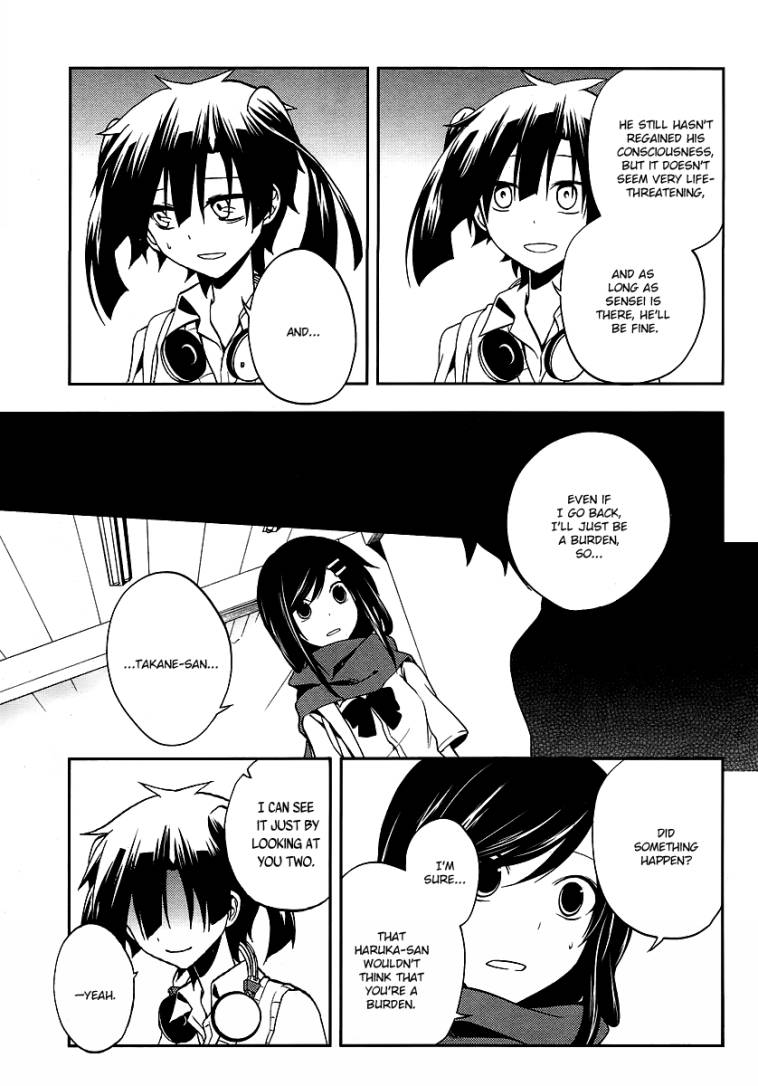 HE STILL HASN'T
REGAINED HIS
CONSCIOUSNESS,
BUT IT DOESN'T
SEEM VERY LIFE-
THREATENING,
AND AS
LONG AS
SENSEI IS
THERE, HE'LL
BE FINE.
AND...
EVEN IF
I GO BACK,
I'LL JUST BE
A BURDEN,
SO...
...TAKANE-SAN...
DID
SOMETHING
HAPPEN?
I'M
SURE...
THAT
HARUKA-SAN
WOULDN'T
THINK THAT
YOU'RE A
BURDEN.
I CAN SEE
IT JUST BY
LOOKING AT
YOU TWO.
—YEAH.